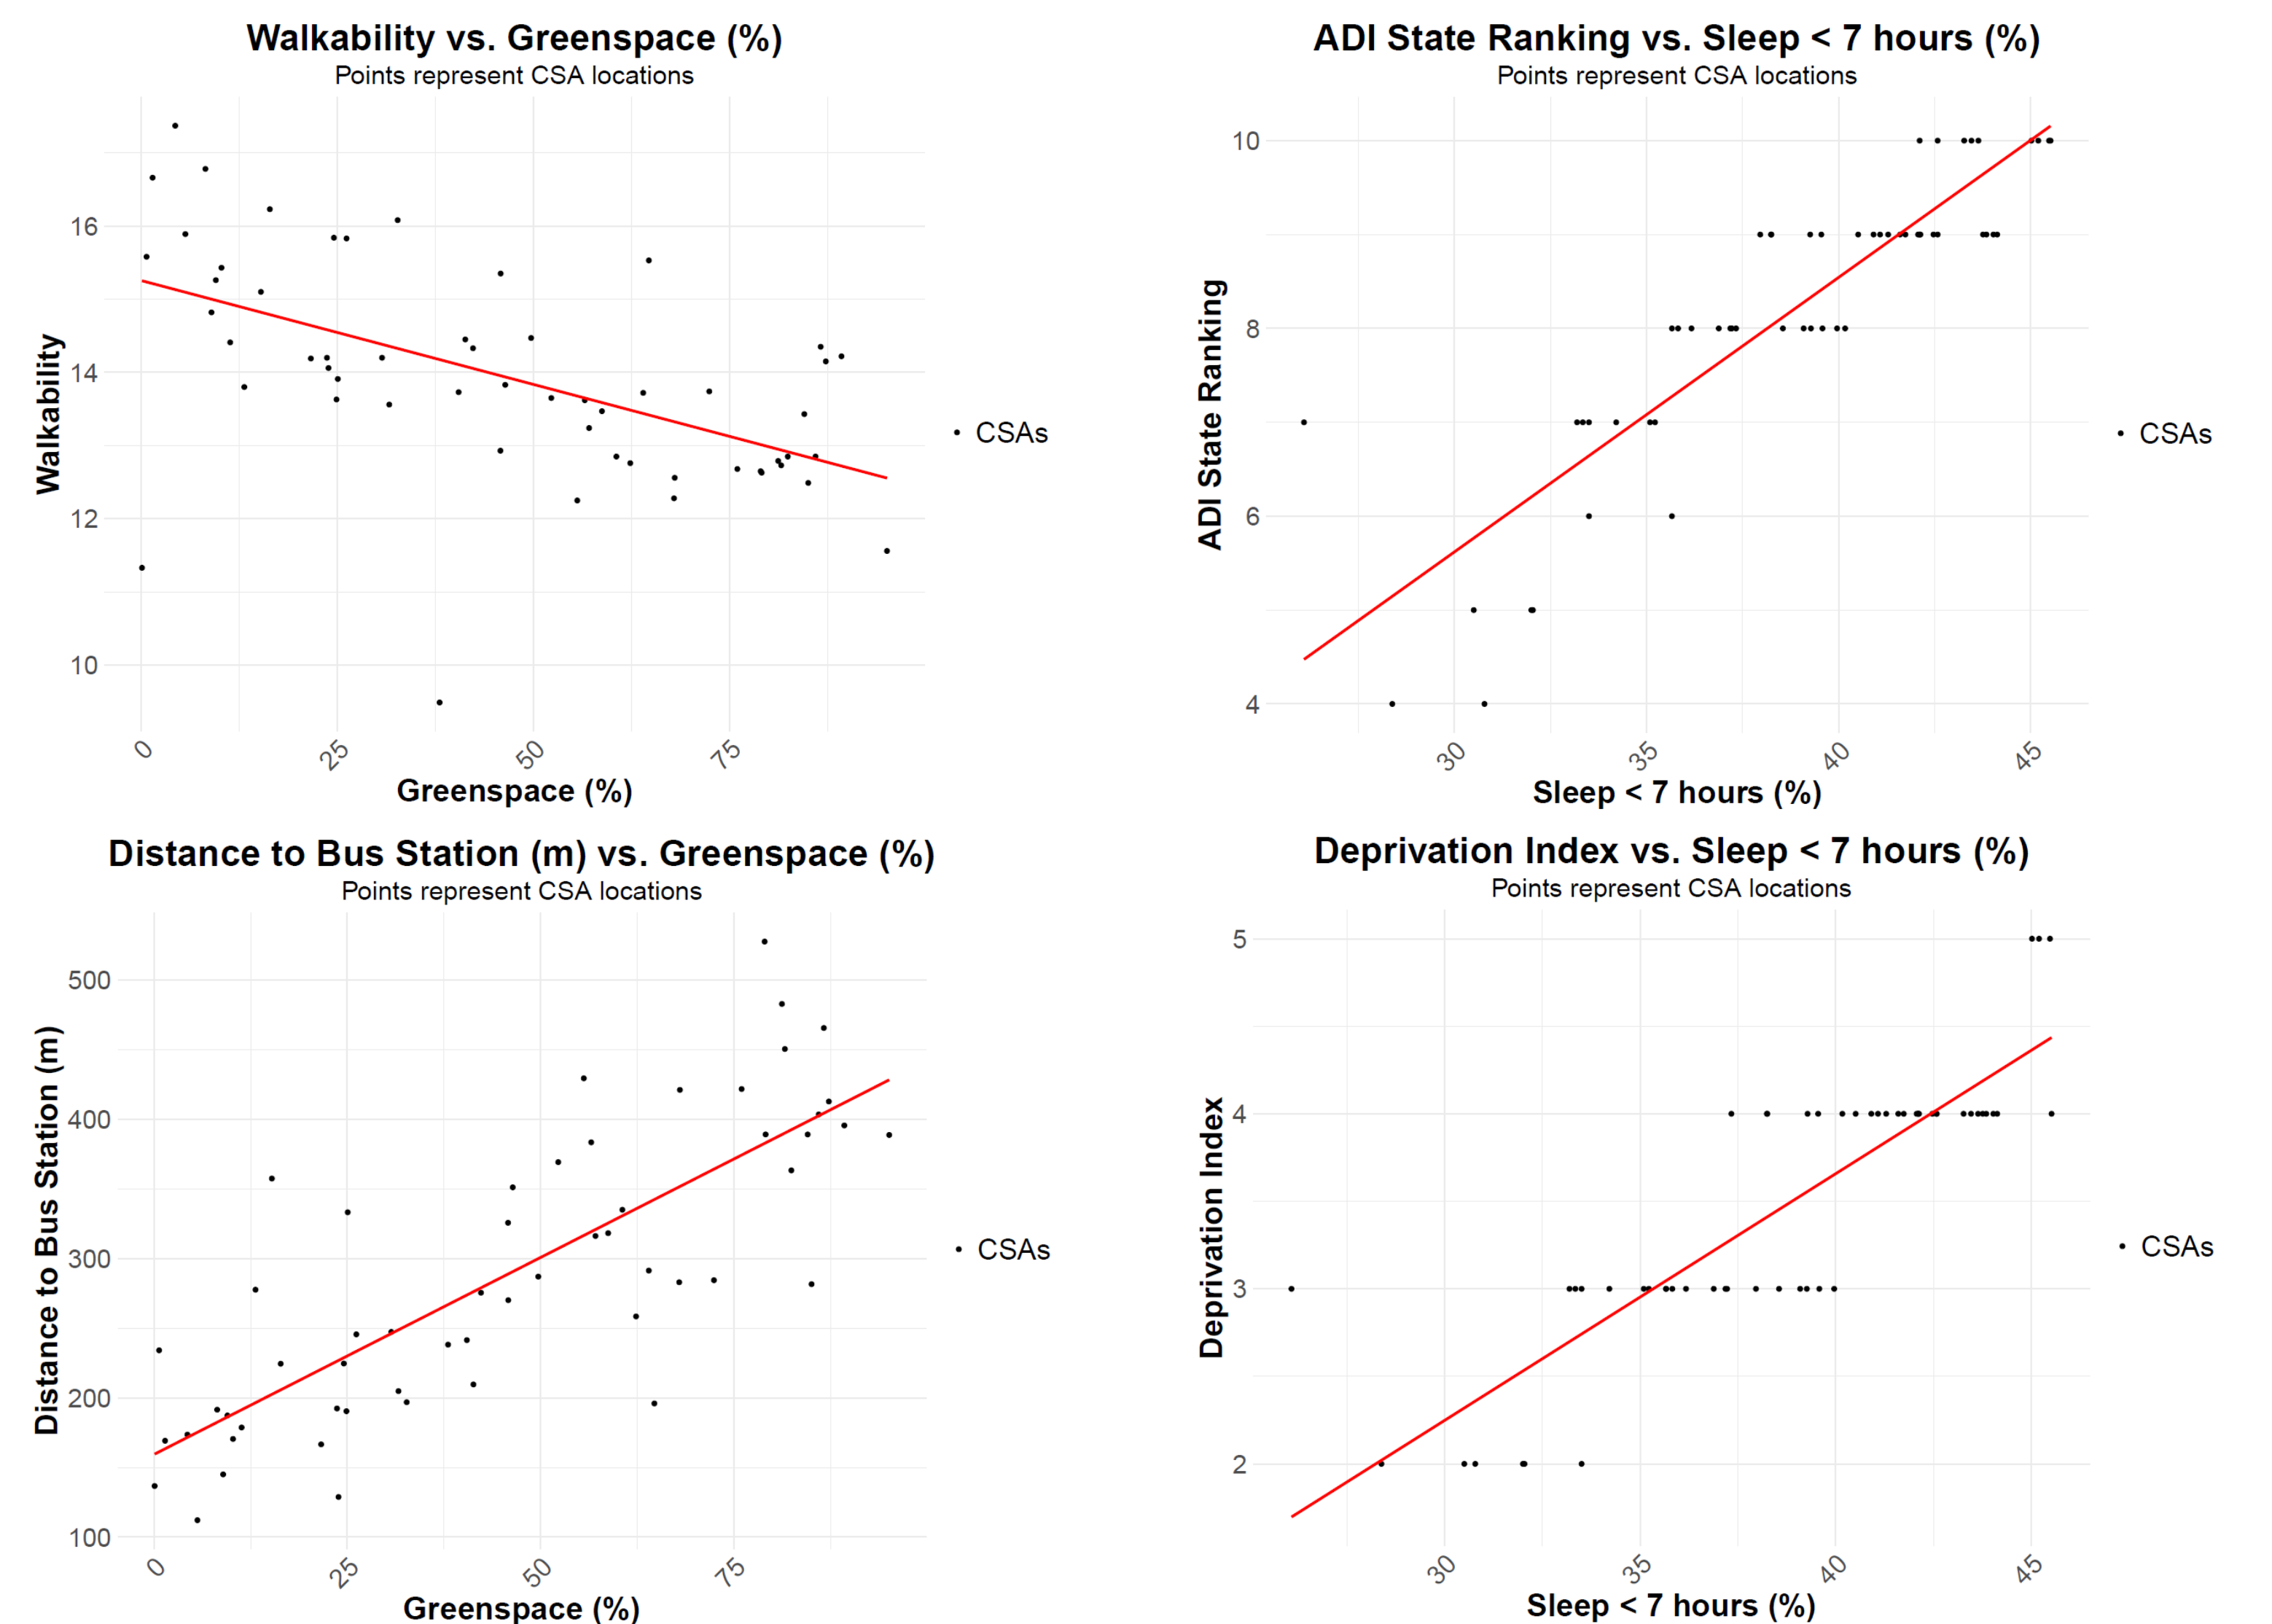 Walkability vs. Greenspace (%)
Points represent CSA locations
Walkability
16
14
12
10
0
25
50
75
Greenspace (%)
CSAs
ADI State Ranking vs. Sleep < 7 hours (%)
Points represent CSA locations
ADI State Ranking
10
8
6
4
30
35
40
45
Sleep < 7 hours (%)
CSAs
Distance to Bus Station (m) vs. Greenspace (%)
Points represent CSA locations
Distance to Bus Station (m)
500
400
300
200
100
0
25
50
75
Greenspace (%)
CSAs
Deprivation Index vs. Sleep < 7 hours (%)
Points represent CSA locations
Deprivation Index
5
4
3
2
30
35
40
45
Sleep < 7 hours (%)
CSAs